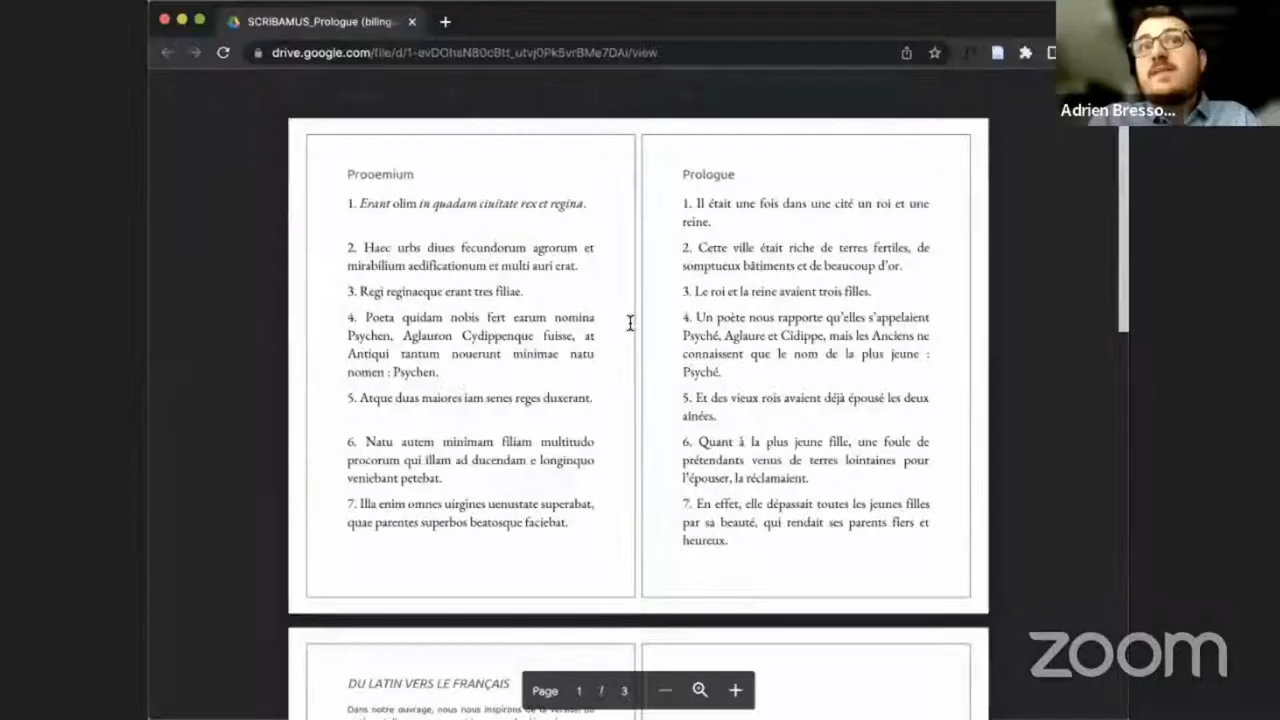 SCRIBAMUS_Prologue (biling
drive.google.com/file/d/
Adrien Bresso...
Prooemium
1. Erant olim in quadam ciuitate rex et regina.
2. Haec urbs diues fecundorum agrorum et
mirabilium aedificationum et multi auri erat.
3. Regi reginaeque erant tres filiae.
4. Poeta quidam nobis fert earum nomina
Psychen, Aglauron Cydippenque fuisse, at
Antiqui tantum nouerunt minimae natu
nomen : Psychen.
5. Atque duas maiores iam senes reges duxerant.
6. Natu autem minimam filiam multitudo
procorum qui illam ad ducendam e longinquo
veniebant petebat.
7. Illa enim omnes uirgines uenustate superabat,
quae parentes superbos beatosque faciebat.
Prologue
1. Il était une fois dans une cité un roi et une
reine.
2. Cette ville était riche de terres fertiles, de
somptueux bâtiments et de beaucoup d'or.
3. Le roi et la reine avaient trois filles.
4. Un poète nous rapporte qu'elles s'appelaient
Psyché, Aglaure et Cidippe, mais les Anciens ne
connaissent que le nom de la plus jeune :
Psyché.
5. Et des vieux rois avaient déjà épousé les deux
aînées.
6. Quant à la plus jeune fille, une foule de
prétendants venus de terres lointaines pour
l'épouser, la réclamaient.
7. En effet, elle dépassait toutes les jeunes filles
par sa beauté, qui rendait ses parents fiers et
heureux.
DU LATIN VERS LE FRANÇAIS
Dans notre ouvrage, nous nous inspirons de la version du
Page 1 / 3
zoom